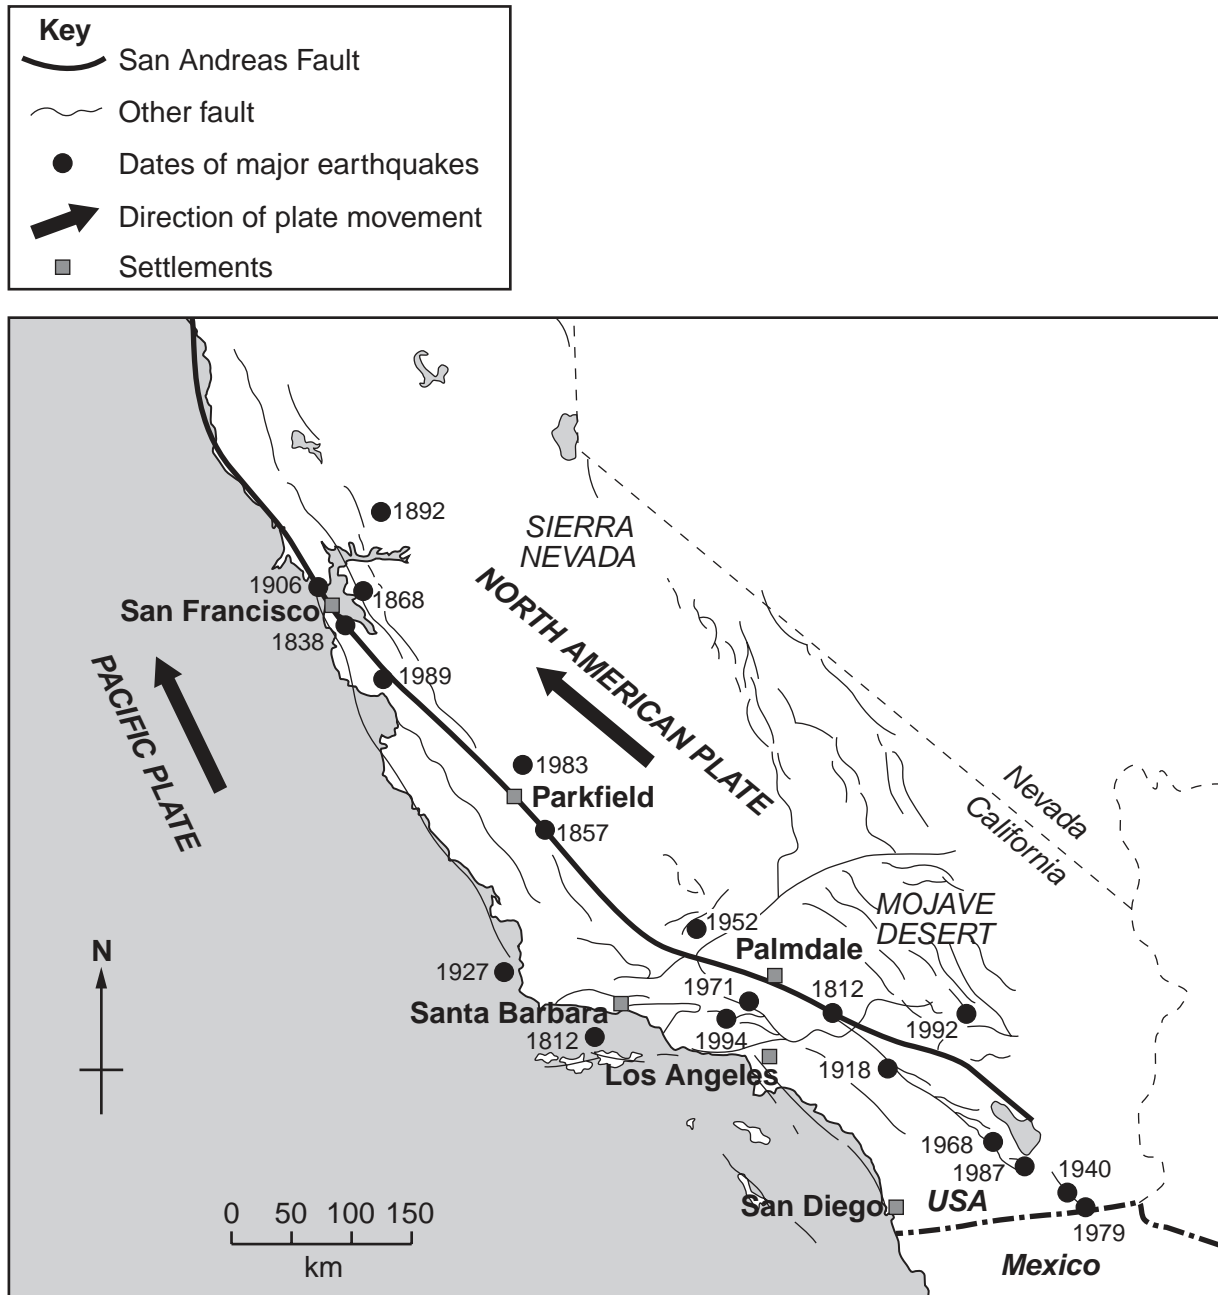 Key
San Andreas Fault
Other fault
Dates of major earthquakes
Direction of plate movement
Settlements
1892
SIERRA
NEVADA
1906
1868
San Francisco
1838
NORTH AMERICAN PLATE
PACIFIC PLATE
1989
1983
Parkfield
1857
Nevada
California
MOJAVE
DESERT
1952
N
Palmdale
1927
1971
1812
Santa Barbara
1992
1812
1994
Los Angeles
1918
1968
1987
1940
San Diego
USA
1979
0 50 100 150
km
Mexico